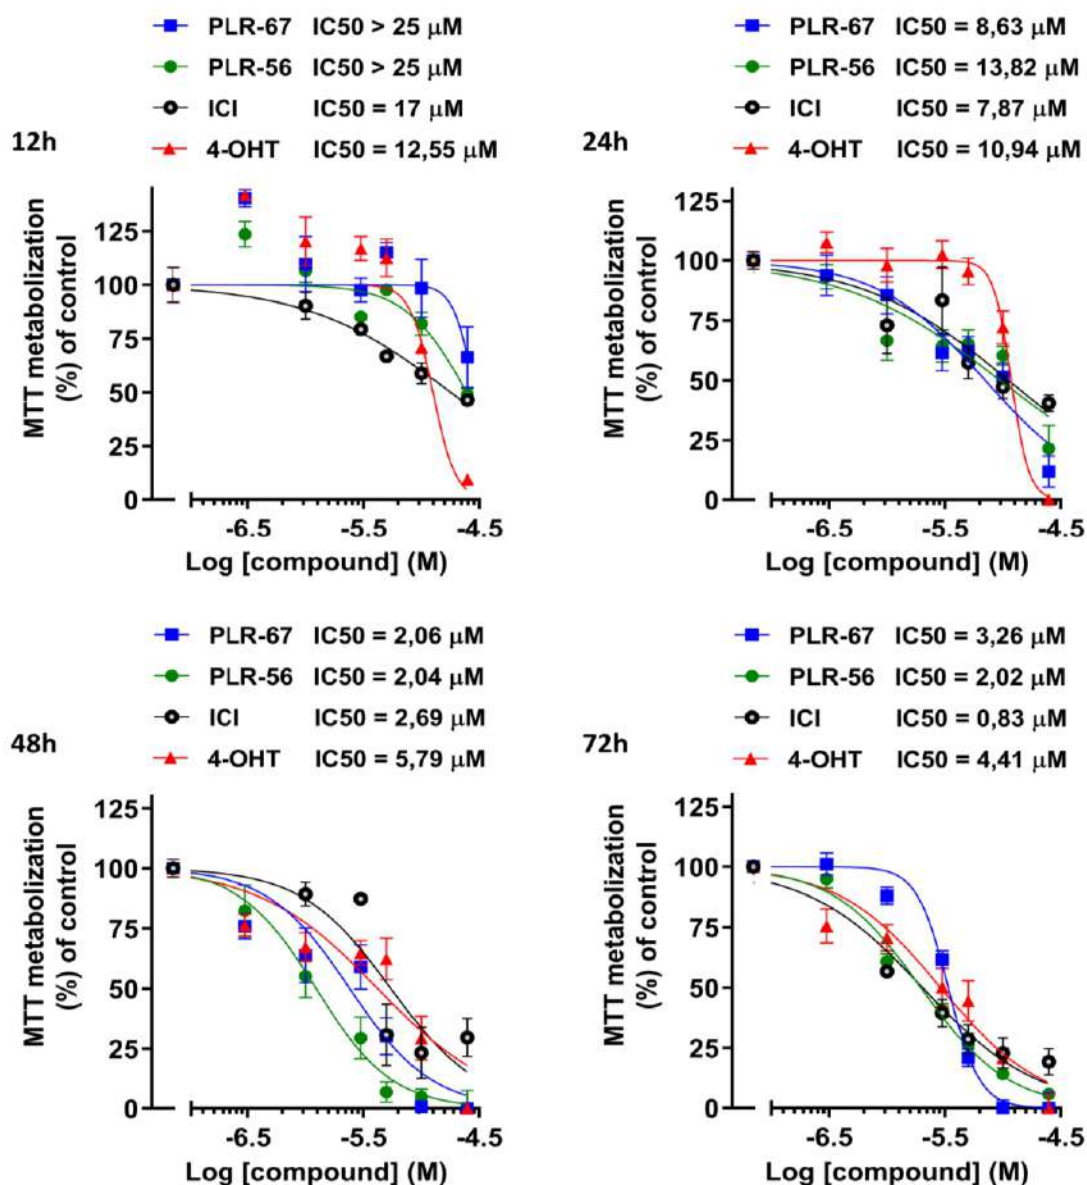 PLR-67 IC50 > 25 μM
PLR-56 IC50 > 25 μM
ICI IC50 = 17 μM
12h
4-OHT IC50 = 12,55 μM
MTT metabolization
(%) of control
125
100
75
50
25
0
-6.5 -5.5 -4.5
Log [compound] (M)
PLR-67 IC50 = 8,63 μM
PLR-56 IC50 = 13,82 μM
ICI IC50 = 7,87 μM
24h
4-OHT IC50 = 10,94 μM
MTT metabolization
(%) of control
125
100
75
50
25
0
-6.5 -5.5 -4.5
Log [compound] (M)
PLR-67 IC50 = 2,06 μM
PLR-56 IC50 = 2,04 μM
ICI IC50 = 2,69 μM
48h
4-OHT IC50 = 5,79 μM
MTT metabolization
(%) of control
125
100
75
50
25
0
-6.5 -5.5 -4.5
Log [compound] (M)
PLR-67 IC50 = 3,26 μM
PLR-56 IC50 = 2,02 μM
ICI IC50 = 0,83 μM
72h
4-OHT IC50 = 4,41 μM
MTT metabolization
(%) of control
125
100
75
50
25
0
-6.5 -5.5 -4.5
Log [compound] (M)